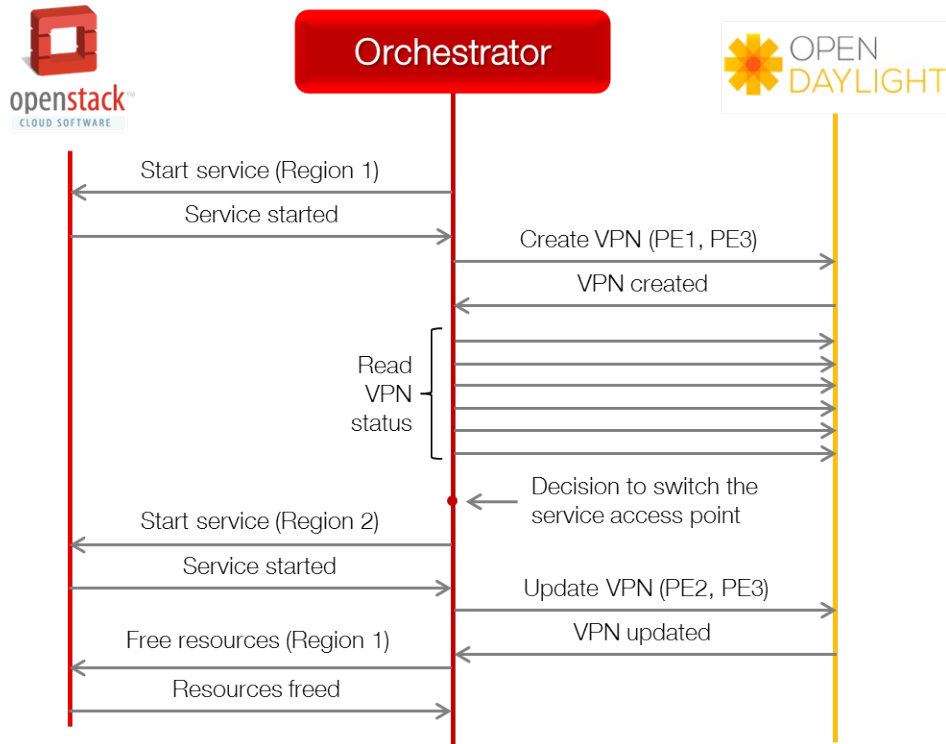 Orchestrator
openstack™
CLOUD SOFTWARE
OPEN
DAYLIGHT
Start service (Region 1)
Service started
Create VPN (PE1, PE3)
VPN created
Read
VPN
status
Decision to switch the
service access point
Start service (Region 2)
Service started
Update VPN (PE2, PE3)
VPN updated
Free resources (Region 1)
Resources freed